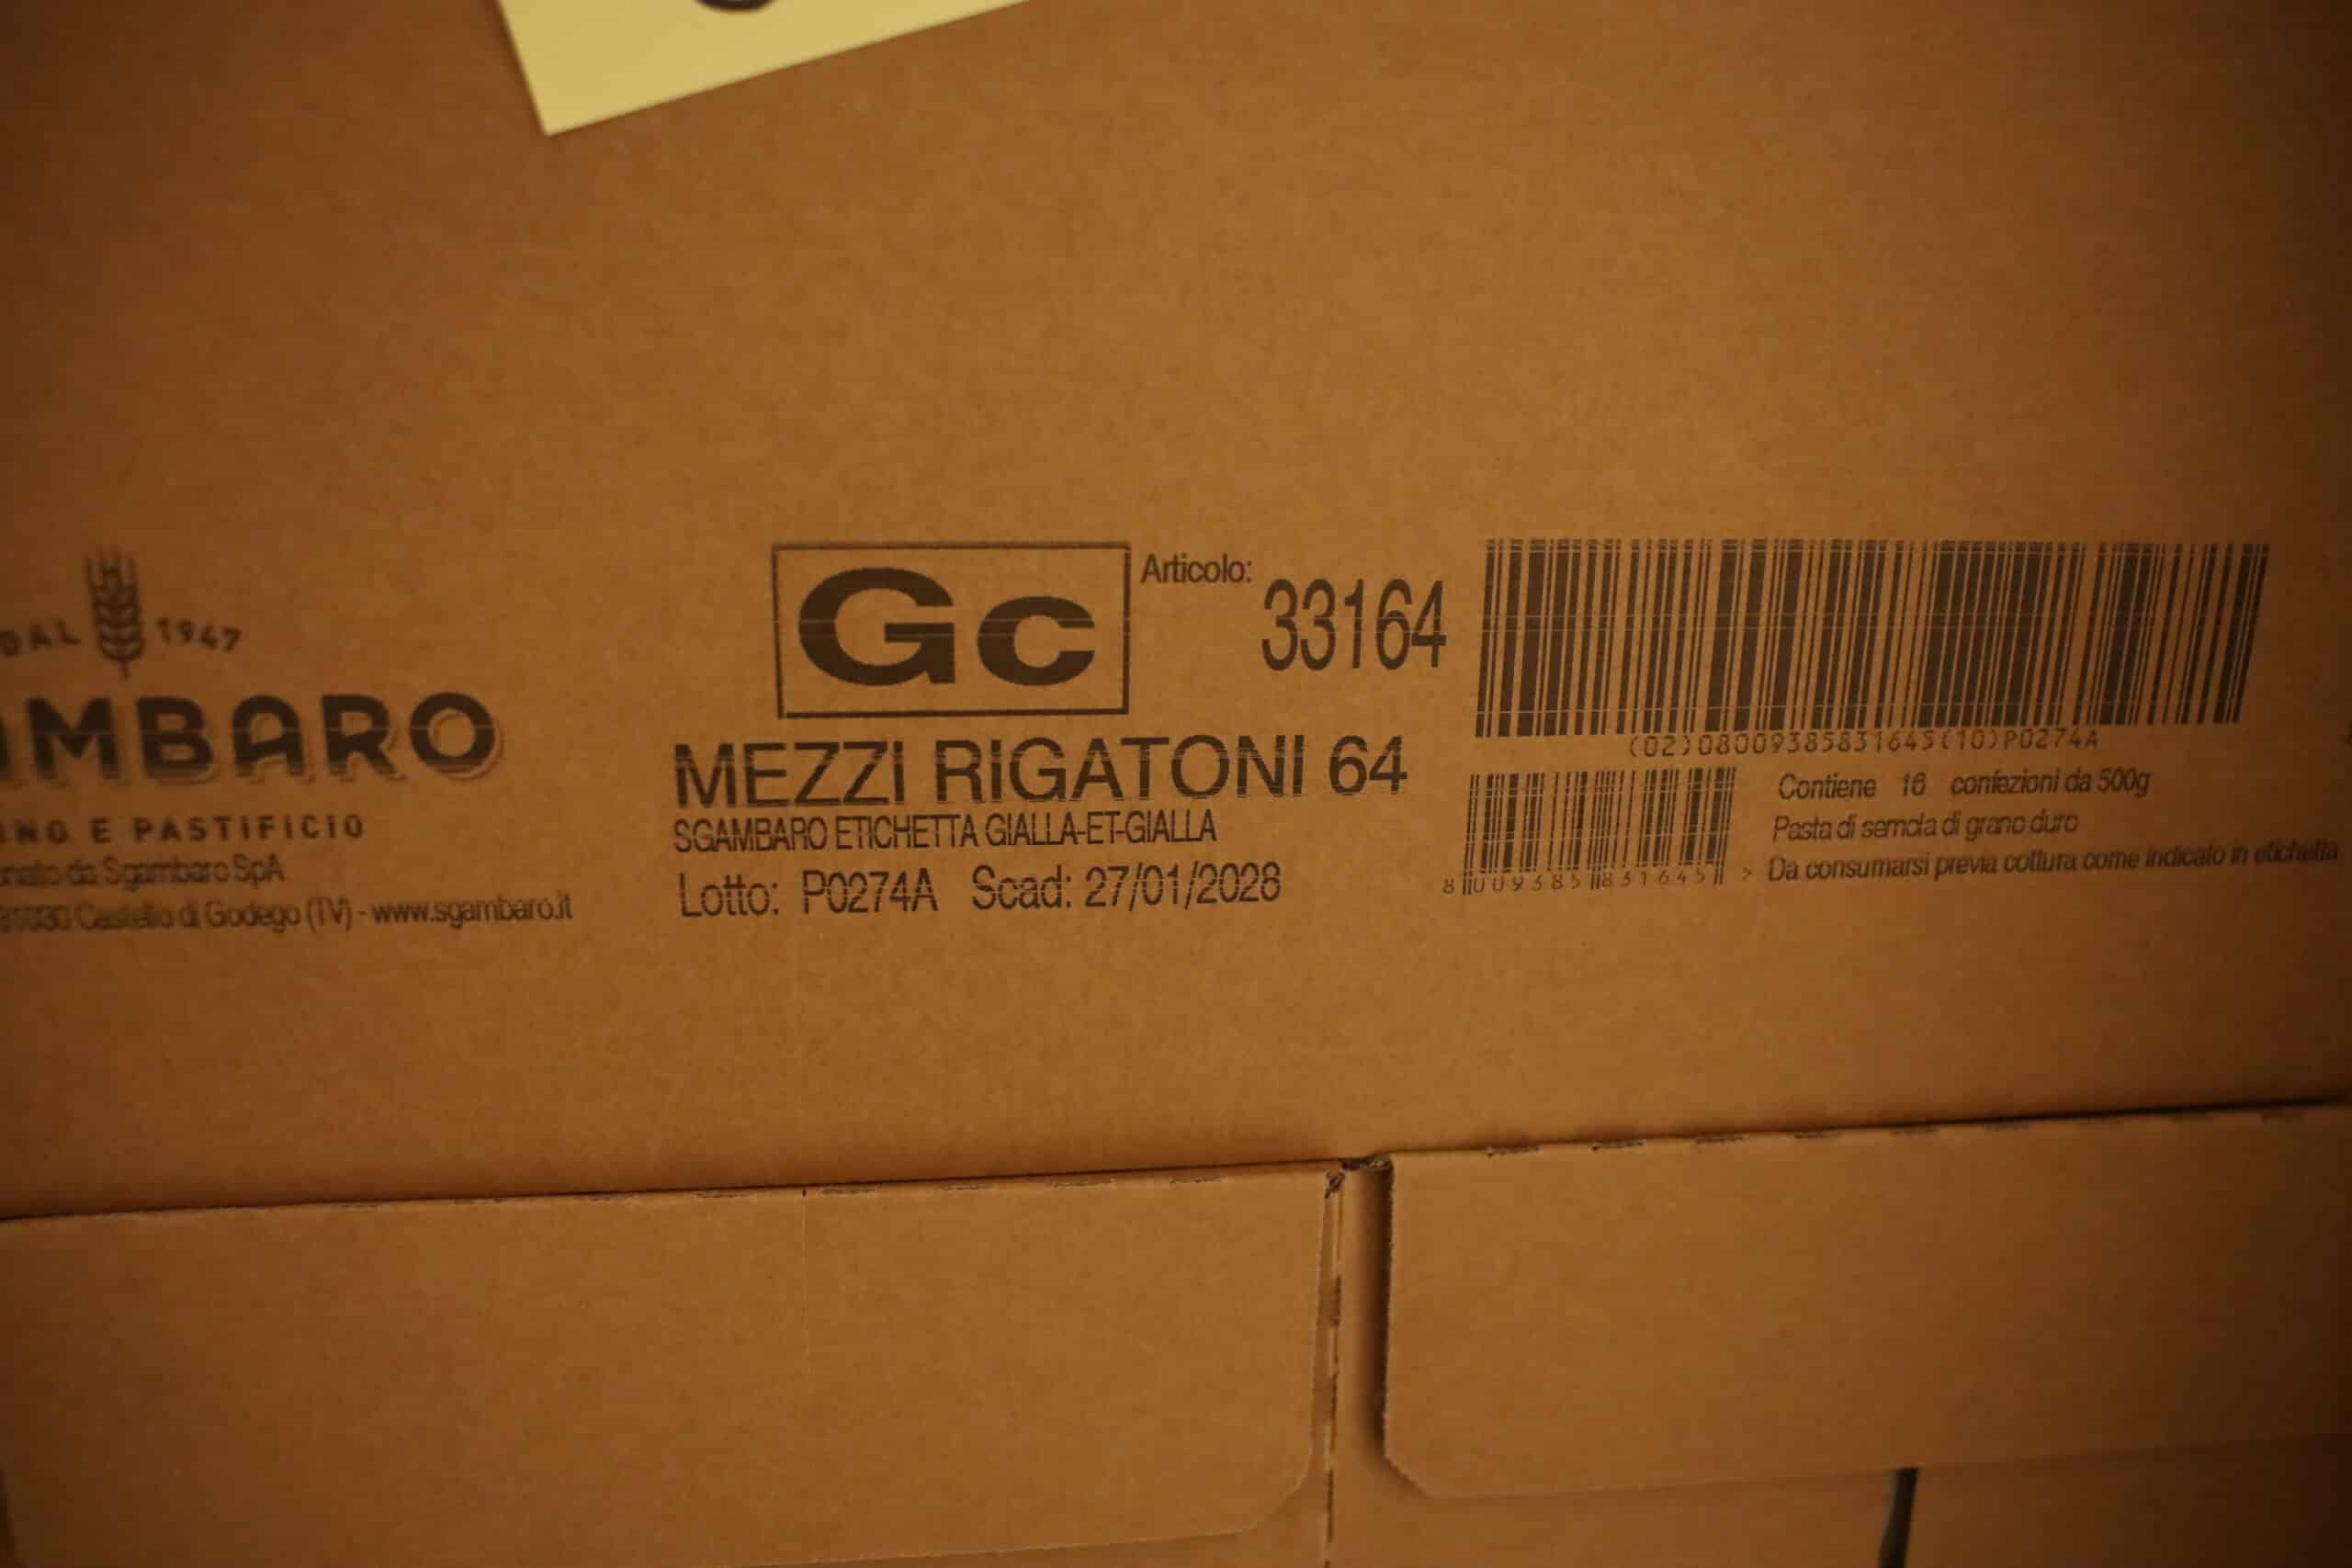 DAL 1947
MBARO
INO E PASTIFICIO
da Sgambaro SpA
31030 Castello di Godego (TV) - www.sgambaro.it
Gc
Articolo:
33164
MEZZI RIGATONI 64
SGAMBARO ETICHETTA GIALLA-ET-GIALLA
Lotto: P0274A Scad: 27/01/2028
(02)08009385831645(10)P0274A
8 009385 831645 >
Contiene 16 confezioni da 500g
Pasta di semola di grano duro
Da consumarsi previa cottura come indicato in etichetta